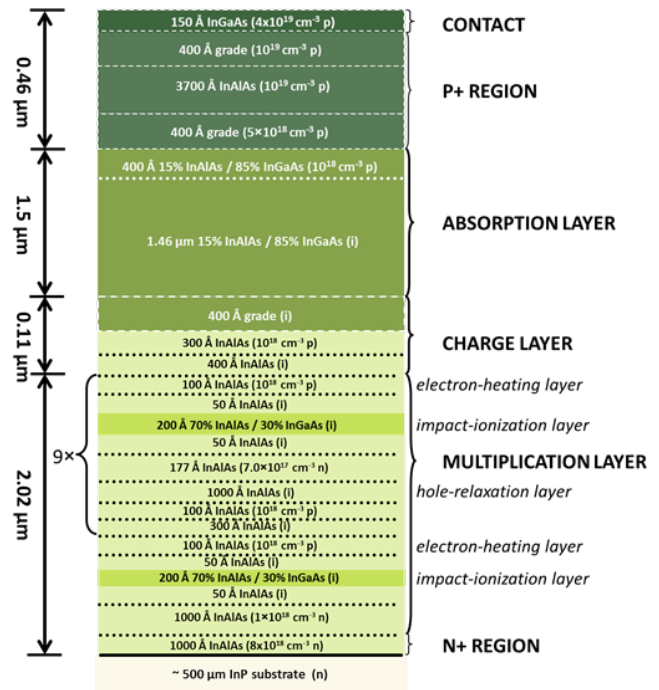 150 Å InGaAs (4x10¹⁹ cm⁻³ p)
CONTACT
400 Å grade (10¹⁹ cm⁻³ p)
3700 Å InAlAs (10¹⁹ cm⁻³ p)
P+ REGION
400 Å grade (5×10¹⁸ cm⁻³ p)
0.46 μm
400 Å 15% InAlAs / 85% InGaAs (10¹⁸ cm⁻³ p)
1.46 μm 15% InAlAs / 85% InGaAs (i)
ABSORPTION LAYER
1.5 μm
400 Å grade (i)
300 Å InAlAs (10¹⁸ cm⁻³ p)
CHARGE LAYER
400 Å InAlAs (i)
0.11 μm
100 Å InAlAs (10¹⁸ cm⁻³ p)
electron-heating layer
50 Å InAlAs (i)
200 Å 70% InAlAs / 30% InGaAs (i)
impact-ionization layer
50 Å InAlAs (i)
9×
MULTIPLICATION LAYER
177 Å InAlAs (7.0×10¹⁷ cm⁻³ n)
1000 Å InAlAs (i)
hole-relaxation layer
100 Å InAlAs (10¹⁸ cm⁻³ p)
300 Å InAlAs (i)
100 Å InAlAs (10¹⁸ cm⁻³ p)
electron-heating layer
50 Å InAlAs (i)
200 Å 70% InAlAs / 30% InGaAs (i)
impact-ionization layer
50 Å InAlAs (i)
1000 Å InAlAs (1×10¹⁸ cm⁻³ n)
2.02 μm
1000 Å InAlAs (8x10¹⁸ cm⁻³ n)
N+ REGION
~ 500 μm InP substrate (n)